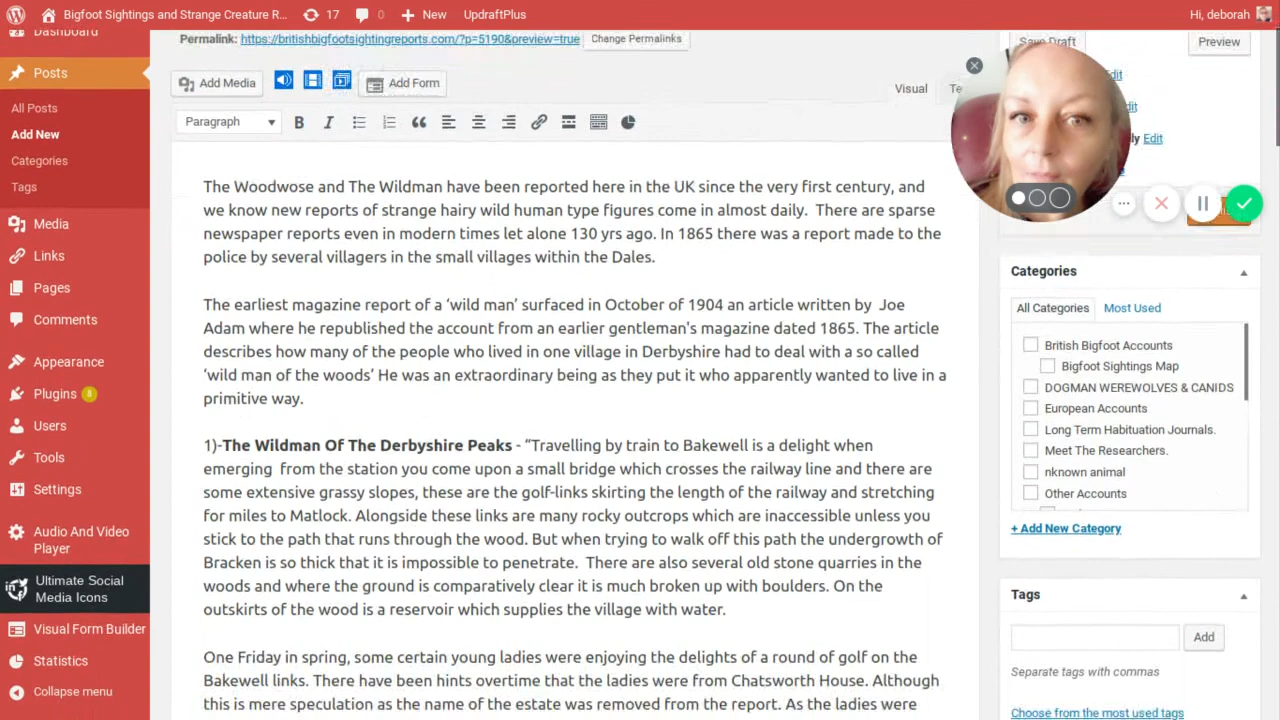 Bigfoot Sightings and Strange Creature R...
17
0
New
UpdraftPlus
Hi, deborah
Dashboard
Posts
All Posts
Add New
Categories
Tags
Media
Links
Pages
Comments
Appearance
Plugins 8
Users
Tools
Settings
Audio And Video
Player
Ultimate Social
Media Icons
Visual Form Builder
Statistics
Collapse menu
Permalink: https://britishbigfootsightingreports.com/?p=5190&preview=true Change Permalinks
Add Media
Add Form
Visual
Te
Paragraph
B
I
The Woodwose and The Wildman have been reported here in the UK since the very first century, and
we know new reports of strange hairy wild human type figures come in almost daily.  There are sparse
newspaper reports even in modern times let alone 130 yrs ago. In 1865 there was a report made to the
police by several villagers in the small villages within the Dales.
The earliest magazine report of a ‘wild man’ surfaced in October of 1904 an article written by  Joe
Adam where he republished the account from an earlier gentleman's magazine dated 1865. The article
describes how many of the people who lived in one village in Derbyshire had to deal with a so called
‘wild man of the woods’ He was an extraordinary being as they put it who apparently wanted to live in a
primitive way.
1)-The Wildman Of The Derbyshire Peaks - “Travelling by train to Bakewell is a delight when
emerging  from the station you come upon a small bridge which crosses the railway line and there are
some extensive grassy slopes, these are the golf-links skirting the length of the railway and stretching
for miles to Matlock. Alongside these links are many rocky outcrops which are inaccessible unless you
stick to the path that runs through the wood. But when trying to walk off this path the undergrowth of
Bracken is so thick that it is impossible to penetrate.  There are also several old stone quarries in the
woods and where the ground is comparatively clear it is much broken up with boulders. On the
outskirts of the wood is a reservoir which supplies the village with water.
One Friday in spring, some certain young ladies were enjoying the delights of a round of golf on the
Bakewell links. There have been hints overtime that the ladies were from Chatsworth House. Although
this is mere speculation as the name of the estate was removed from the report. As the ladies were
Save Draft
Preview
Edit
Categories
All Categories
Most Used
British Bigfoot Accounts
Bigfoot Sightings Map
DOGMAN WEREWOLVES & CANIDS
European Accounts
Long Term Habituation Journals.
Meet The Researchers.
nknown animal
Other Accounts
+ Add New Category
Tags
Add
Separate tags with commas
Choose from the most used tags